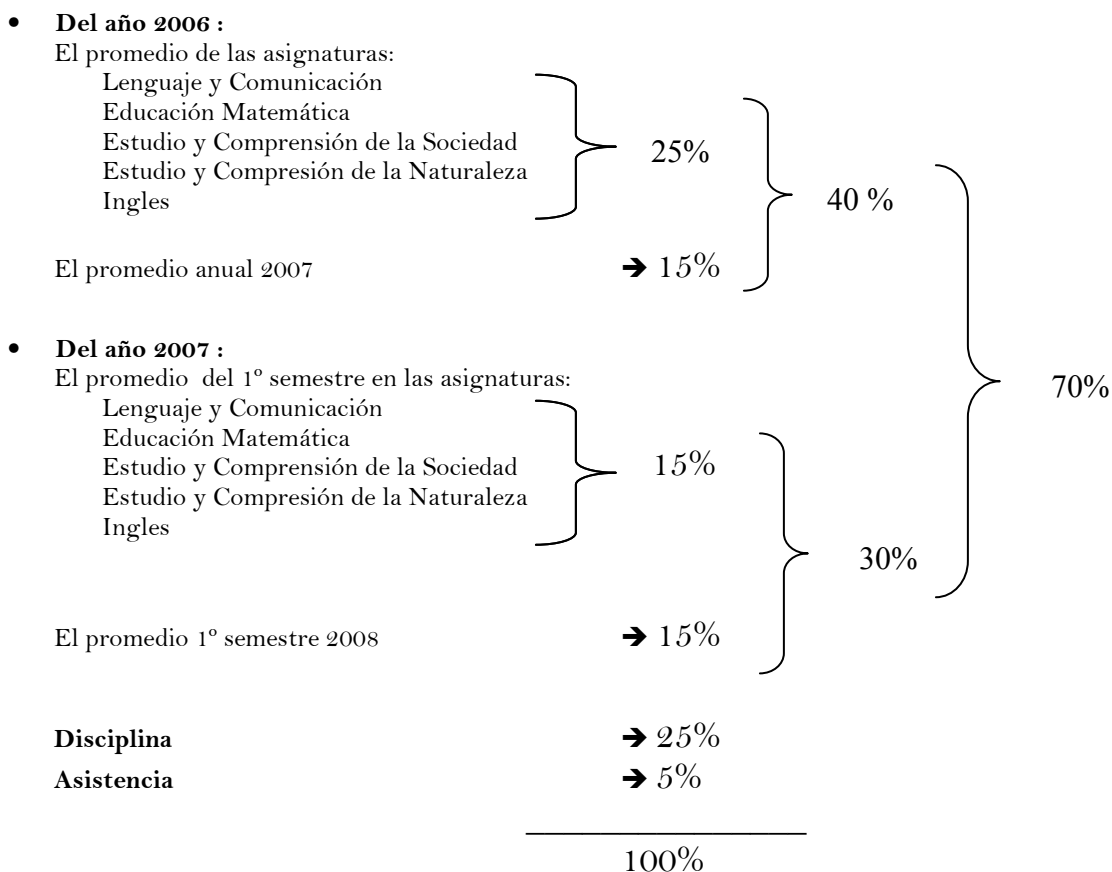 • Del año 2006 :
El promedio de las asignaturas:
Lenguaje y Comunicación
Educación Matemática
Estudio y Comprensión de la Sociedad
Estudio y Compresión de la Naturaleza
Ingles
25%
40 %
El promedio anual 2007 ➔ 15%
70%
• Del año 2007 :
El promedio del 1º semestre en las asignaturas:
Lenguaje y Comunicación
Educación Matemática
Estudio y Comprensión de la Sociedad
Estudio y Compresión de la Naturaleza
Ingles
15%
30%
El promedio 1º semestre 2008 ➔ 15%
Disciplina ➔ 25%
Asistencia ➔ 5%
100%